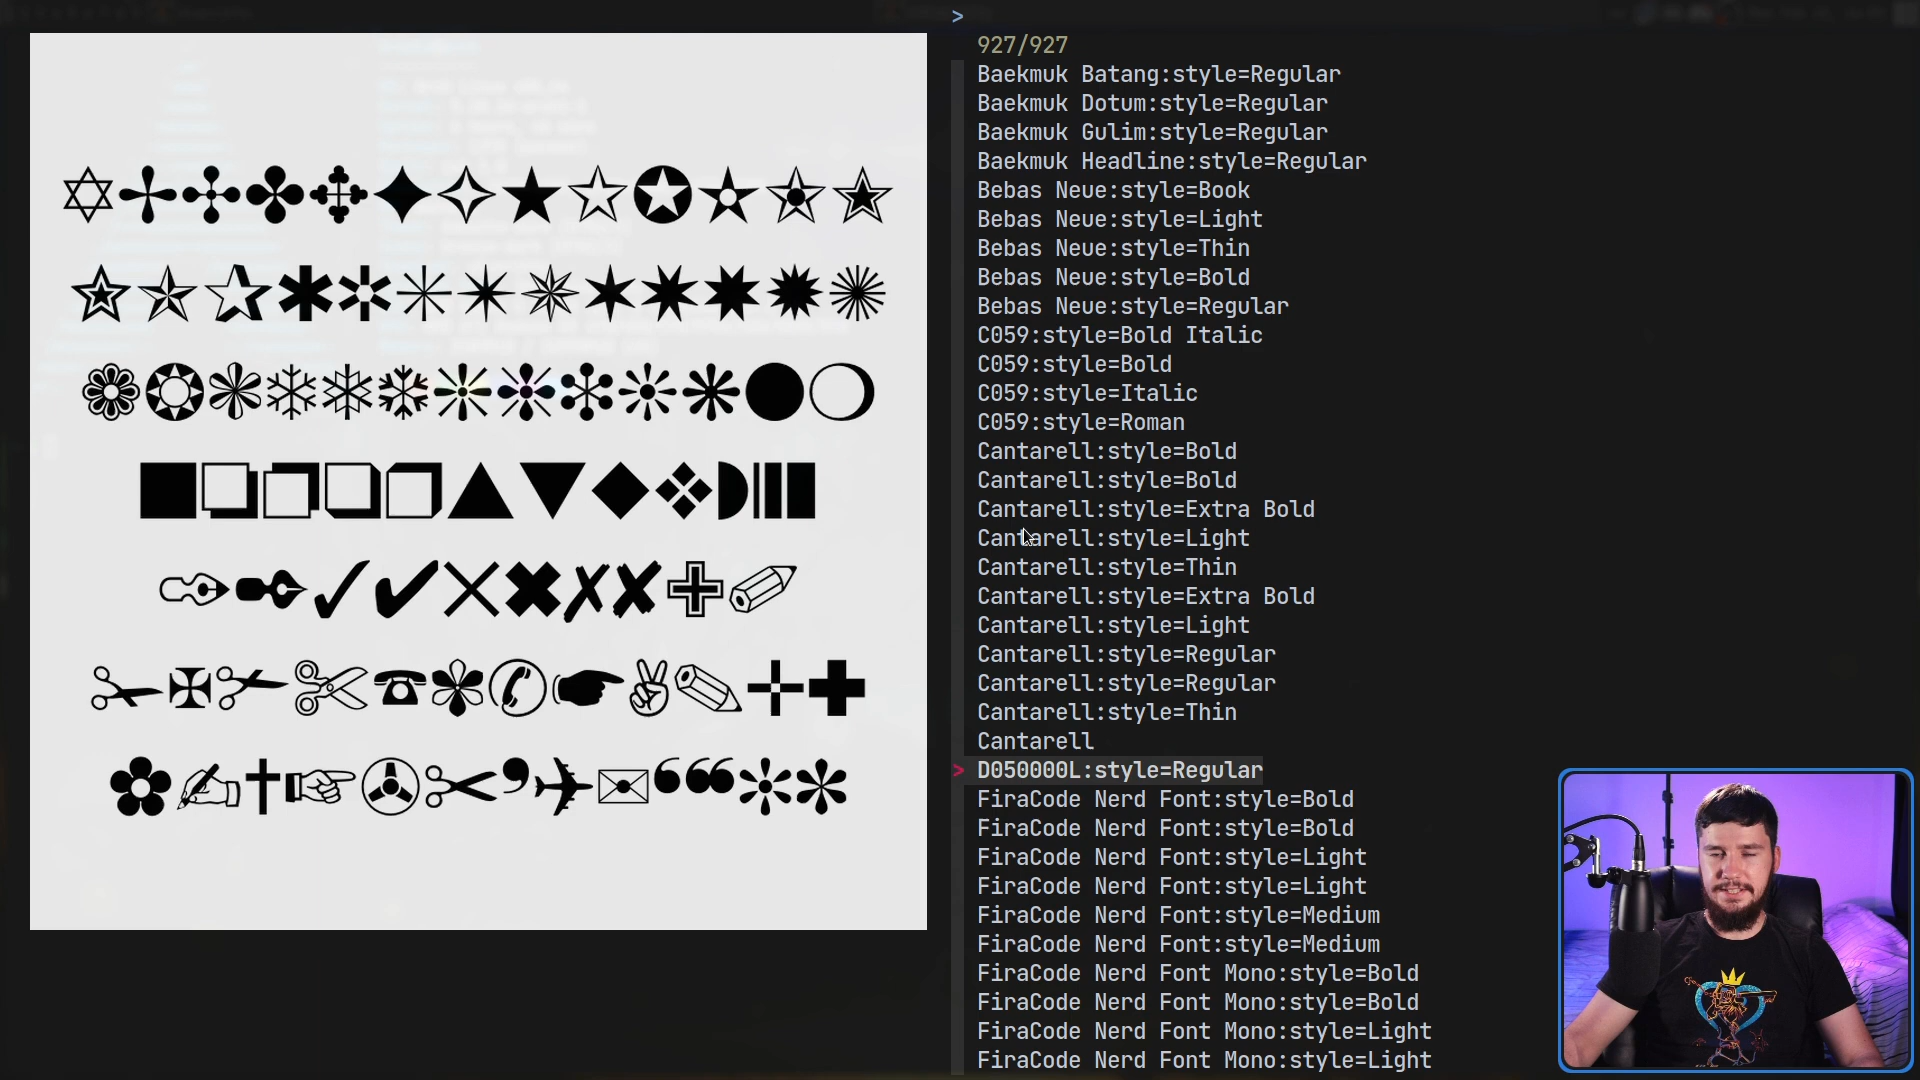 >
927/927
Baekmuk Batang:style=Regular
Baekmuk Dotum:style=Regular
Baekmuk Gulim:style=Regular
Baekmuk Headline:style=Regular
Bebas Neue:style=Book
Bebas Neue:style=Light
Bebas Neue:style=Thin
Bebas Neue:style=Bold
Bebas Neue:style=Regular
C059:style=Bold Italic
C059:style=Bold
C059:style=Italic
C059:style=Roman
Cantarell:style=Bold
Cantarell:style=Bold
Cantarell:style=Extra Bold
Cantarell:style=Light
Cantarell:style=Thin
Cantarell:style=Extra Bold
Cantarell:style=Light
Cantarell:style=Regular
Cantarell:style=Regular
Cantarell:style=Thin
Cantarell
> D050000L:style=Regular
FiraCode Nerd Font:style=Bold
FiraCode Nerd Font:style=Bold
FiraCode Nerd Font:style=Light
FiraCode Nerd Font:style=Light
FiraCode Nerd Font:style=Medium
FiraCode Nerd Font:style=Medium
FiraCode Nerd Font Mono:style=Bold
FiraCode Nerd Font Mono:style=Bold
FiraCode Nerd Font Mono:style=Light
FiraCode Nerd Font Mono:style=Light